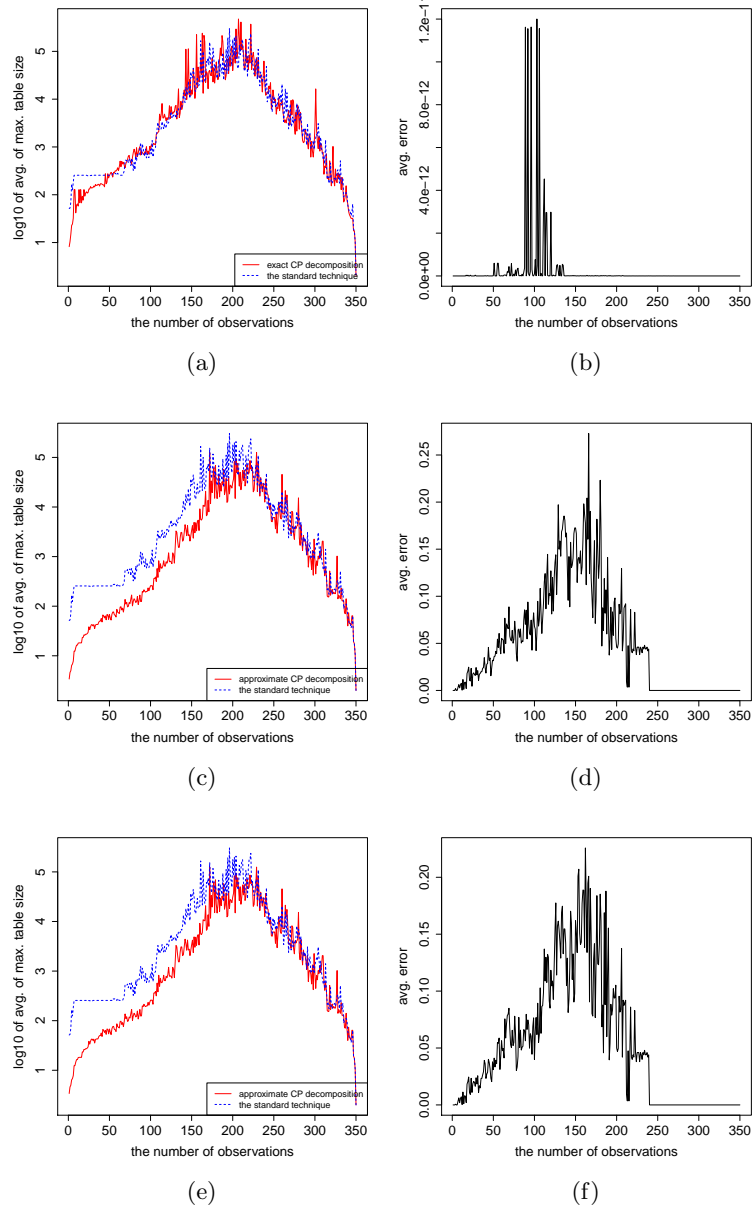 log10 of avg. of max. table size
5
4
3
2
1
exact CP decomposition
the standard technique
0 50 100 150 200 250 300 350
the number of observations
(a)
avg. error
8.0e−12
4.0e−12
0.0e+00
0 50 100 150 200 250 300 350
the number of observations
(b)
log10 of avg. of max. table size
5
4
3
2
1
approximate CP decomposition
the standard technique
0 50 100 150 200 250 300 350
the number of observations
(c)
avg. error
0.25
0.20
0.15
0.10
0.05
0.00
0 50 100 150 200 250 300 350
the number of observations
(d)
log10 of avg. of max. table size
5
4
3
2
1
approximate CP decomposition
the standard technique
0 50 100 150 200 250 300 350
the number of observations
(e)
avg. error
0.20
0.15
0.10
0.05
0.00
0 50 100 150 200 250 300 350
the number of observations
(f)